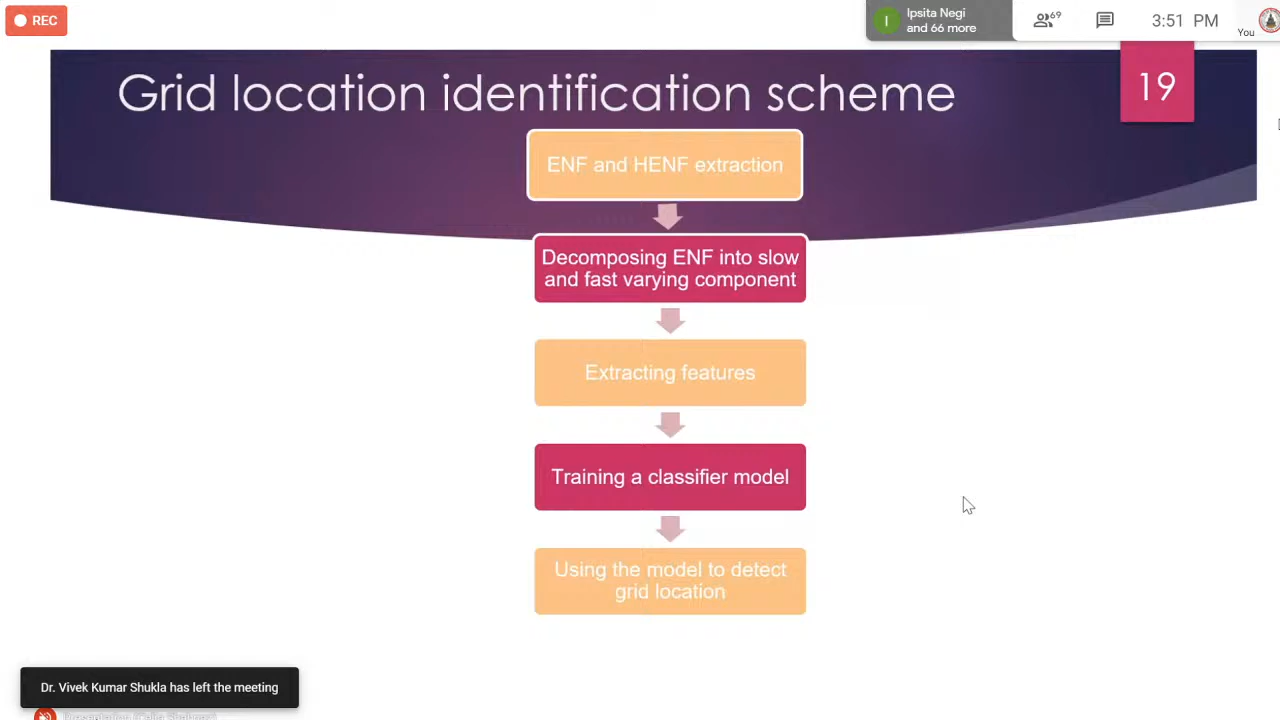 REC
Ipsita Negi
and 66 more
69
3:51 PM
You
Grid location identification scheme
19
ENF and HENF extraction
Decomposing ENF into slow
and fast varying component
Extracting features
Training a classifier model
Using the model to detect
grid location
Dr. Vivek Kumar Shukla has left the meeting